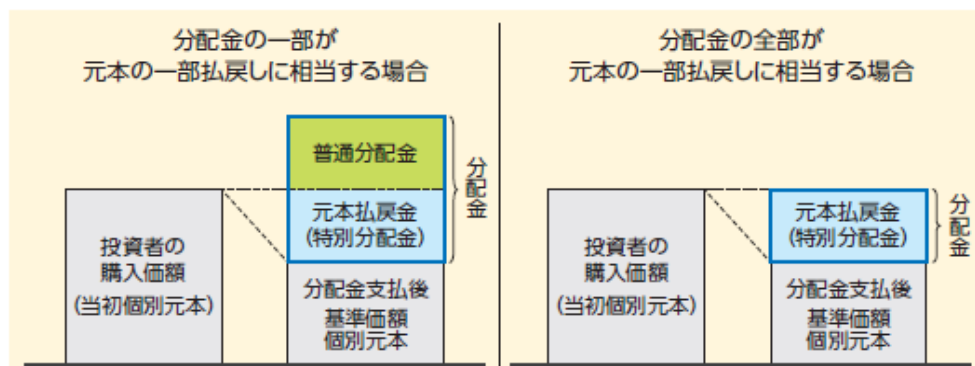 分配金の一部が
元本の一部払戻しに相当する場合
普通分配金
元本払戻金
(特別分配金)
分配金
投資者の
購入価額
(当初個別元本)
分配金支払後
基準価額
個別元本
分配金の全部が
元本の一部払戻しに相当する場合
元本払戻金
(特別分配金)
分配金
投資者の
購入価額
(当初個別元本)
分配金支払後
基準価額
個別元本